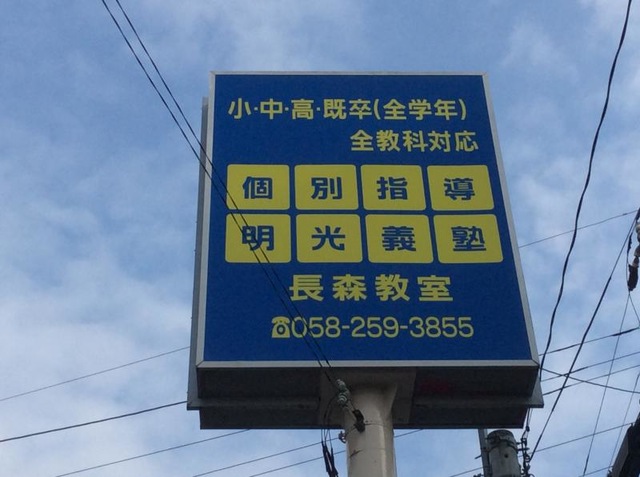 小・中・高・既卒(全学年)
全教科対応
個別指導
明光義塾
長森教室
☎058-259-3855